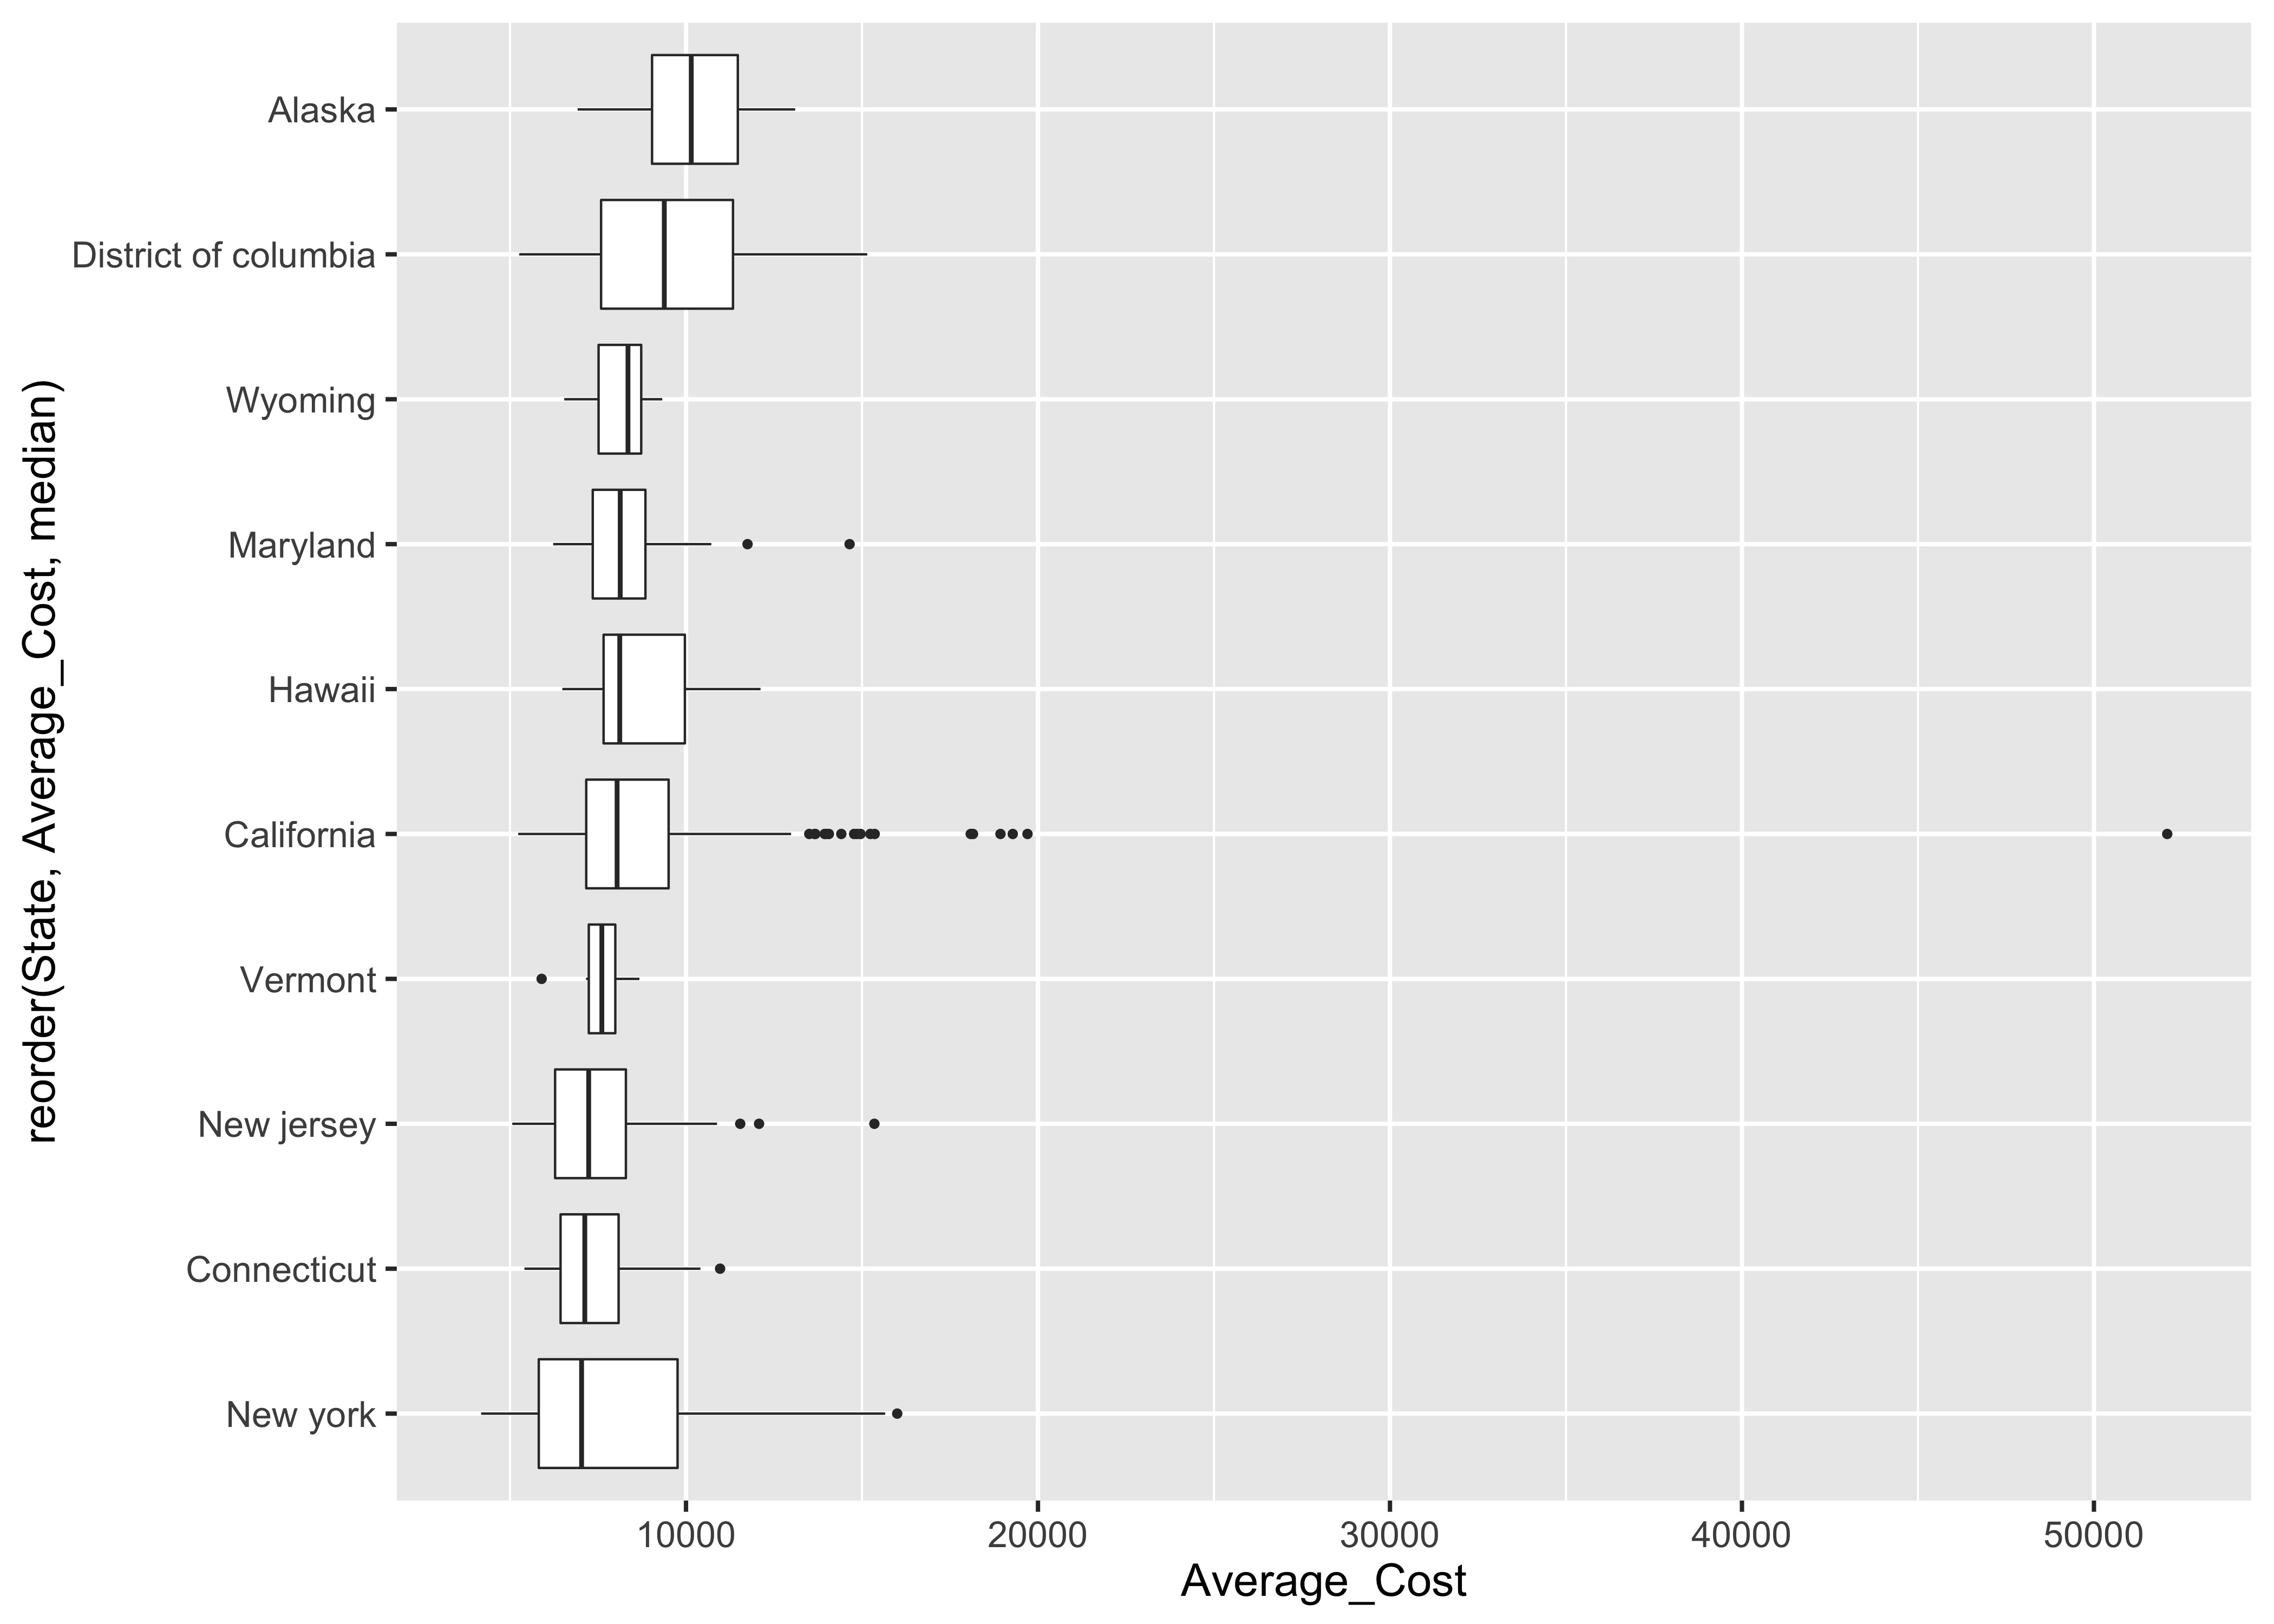 reorder(State, Average_Cost, median)
Alaska
District of columbia
Wyoming
Maryland
Hawaii
California
Vermont
New jersey
Connecticut
New york
10000 20000 30000 40000 50000
Average_Cost